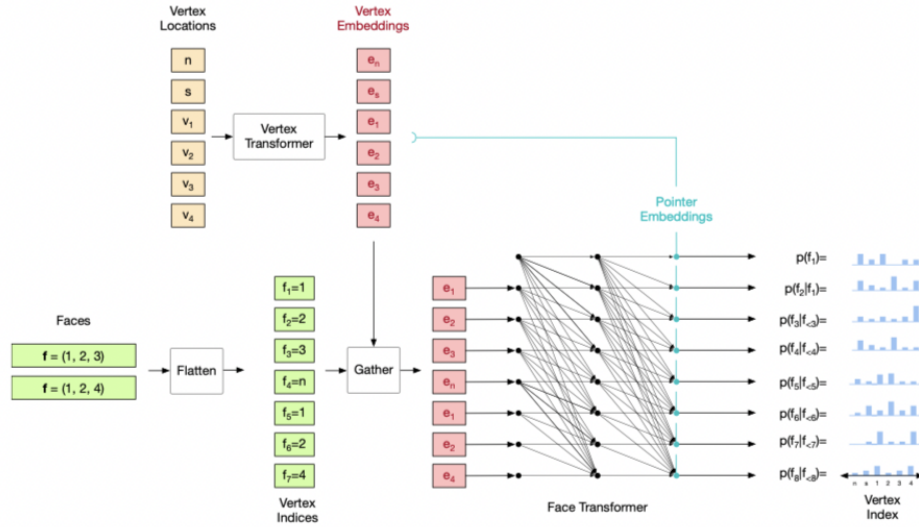 Vertex
Locations
Vertex
Embeddings
n
s
v₁
v₂
v₃
v₄
Vertex
Transformer
eₙ
eₛ
e₁
e₂
e₃
e₄
Pointer
Embeddings
Faces
f = (1, 2, 3)
f = (1, 2, 4)
Flatten
f₁=1
f₂=2
f₃=3
f₄=n
f₅=1
f₆=2
f₇=4
Vertex
Indices
Gather
e₁
e₂
e₃
eₙ
e₁
e₂
e₄
Face Transformer
p(f₁)=
p(f₂|f₁)=
p(f₃|f<₃)=
p(f₄|f<₄)=
p(f₅|f<₅)=
p(f₆|f<₆)=
p(f₇|f<₇)=
p(f₈|f<₈)=
n s 1 2 3 4
Vertex
Index